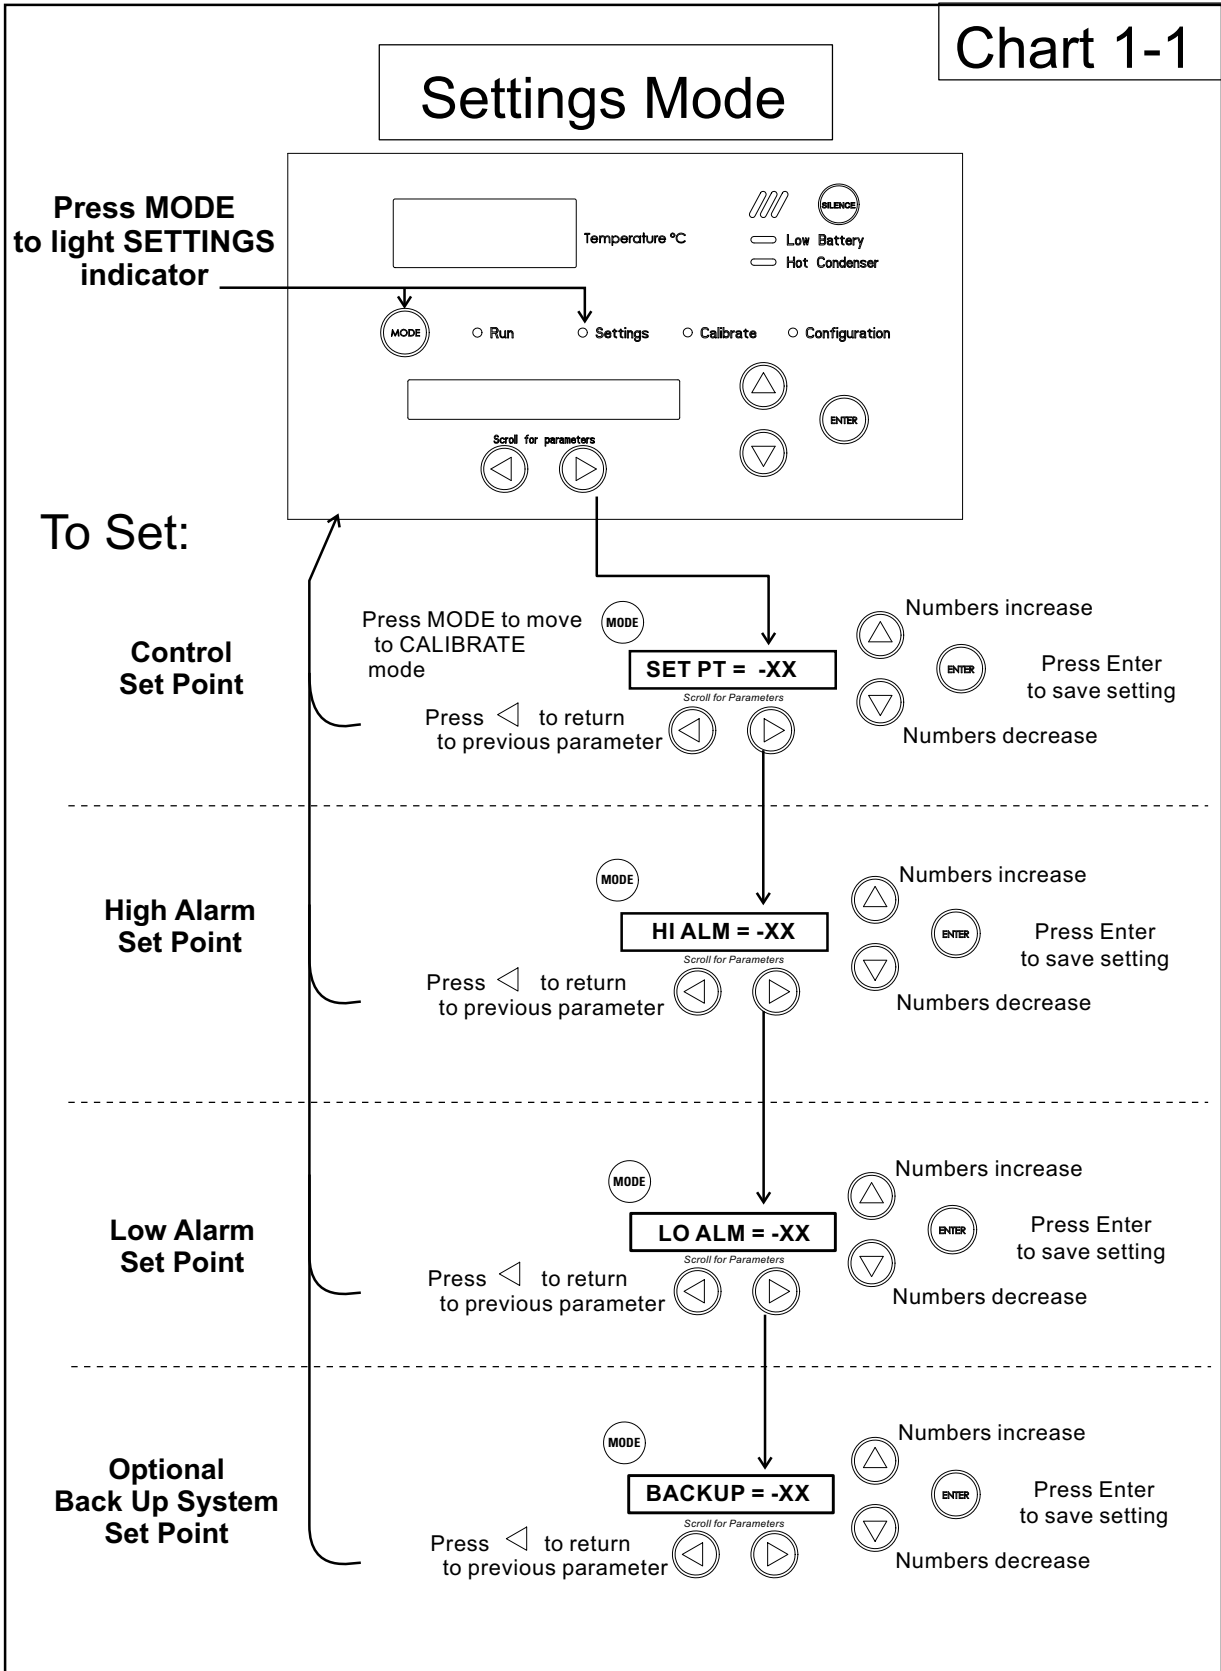 Chart 1-1
Settings Mode
Press MODE
to light SETTINGS
indicator
Temperature °C
SILENCE
Low Battery
Hot Condenser
MODE
Run
Settings
Calibrate
Configuration
ENTER
Scroll for parameters
To Set:
Control
Set Point
Press MODE to move
to CALIBRATE
mode
MODE
SET PT = -XX
Scroll for Parameters
Press ◁ to return
to previous parameter
Numbers increase
ENTER
Press Enter
to save setting
Numbers decrease
High Alarm
Set Point
MODE
HI ALM = -XX
Scroll for Parameters
Press ◁ to return
to previous parameter
Numbers increase
ENTER
Press Enter
to save setting
Numbers decrease
Low Alarm
Set Point
MODE
LO ALM = -XX
Scroll for Parameters
Press ◁ to return
to previous parameter
Numbers increase
ENTER
Press Enter
to save setting
Numbers decrease
Optional
Back Up System
Set Point
MODE
BACKUP = -XX
Scroll for Parameters
Press ◁ to return
to previous parameter
Numbers increase
ENTER
Press Enter
to save setting
Numbers decrease